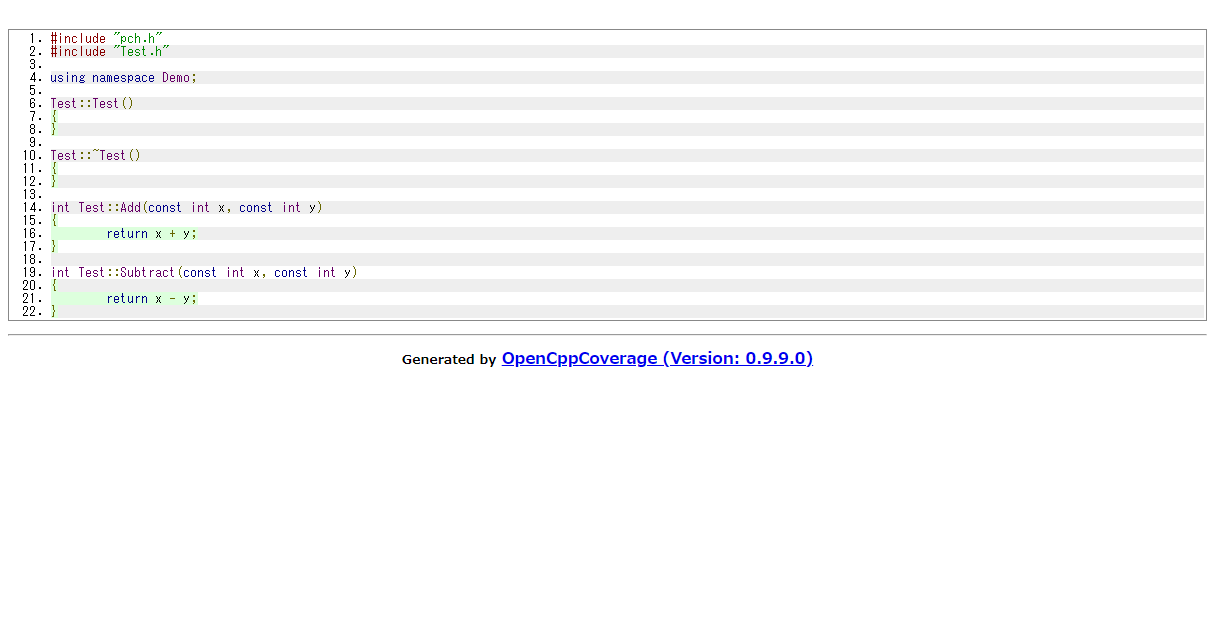 1. #include "pch.h"
2. #include "Test.h"
3.
4. using namespace Demo;
5.
6. Test::Test()
7. {
8. }
9.
10. Test::~Test()
11. {
12. }
13.
14. int Test::Add(const int x, const int y)
15. {
16.         return x + y;
17. }
18.
19. int Test::Subtract(const int x, const int y)
20. {
21.         return x - y;
22. }
Generated by OpenCppCoverage (Version: 0.9.9.0)